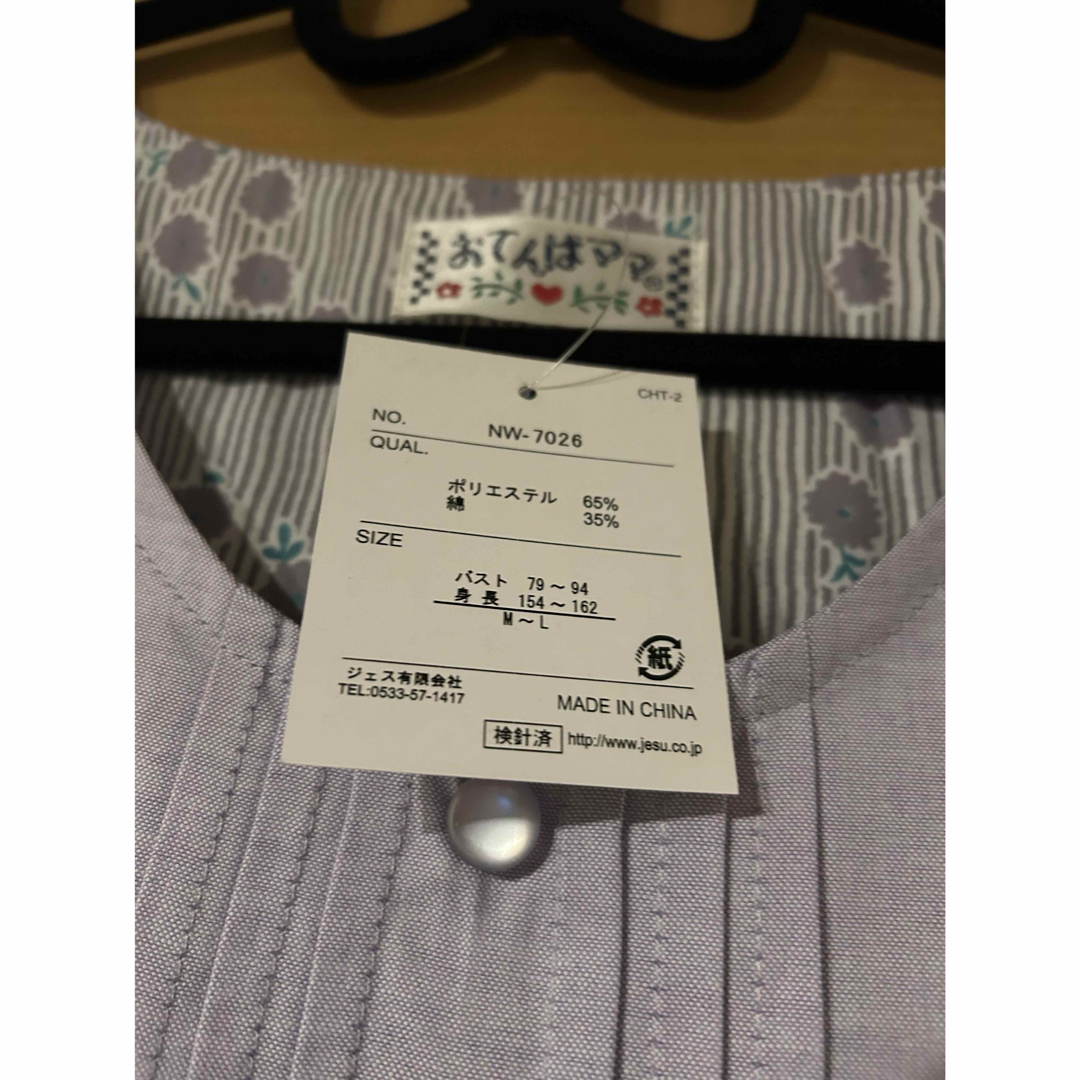 おてんばママ®
CHT-2
NO. NW-7026
QUAL.
ポリエステル 65%
綿 35%
SIZE
バスト 79～94
身長 154～162
M～L
紙
ジェス有限会社
TEL:0533-57-1417
MADE IN CHINA
検針済 http://www.jesu.co.jp